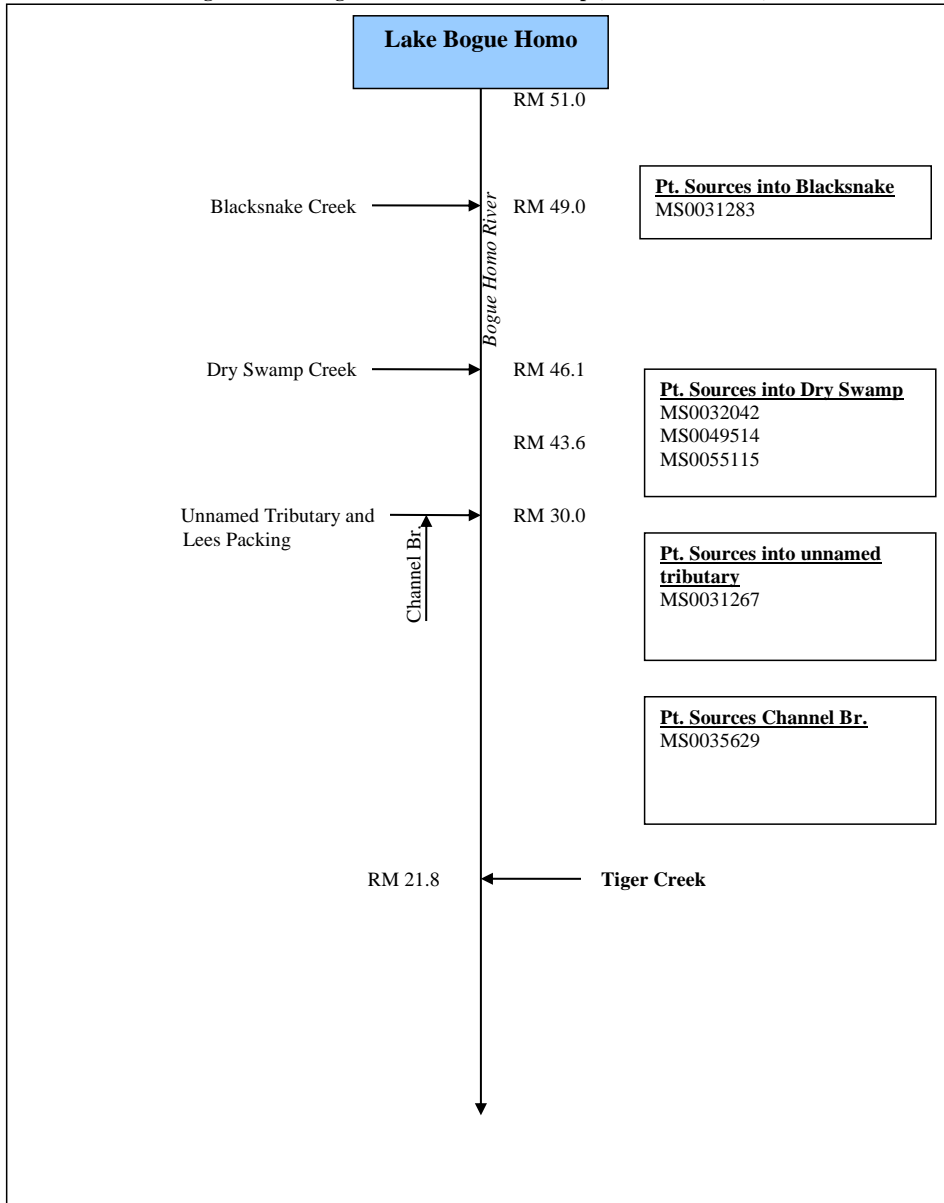 Lake Bogue Homo
RM 51.0
Blacksnake Creek
RM 49.0
Pt. Sources into Blacksnake
MS0031283
Bogue Homo River
Dry Swamp Creek
RM 46.1
Pt. Sources into Dry Swamp
MS0032042
MS0049514
MS0055115
RM 43.6
Unnamed Tributary and
Lees Packing
RM 30.0
Channel Br.
Pt. Sources into unnamed
tributary
MS0031267
Pt. Sources Channel Br.
MS0035629
RM 21.8
Tiger Creek